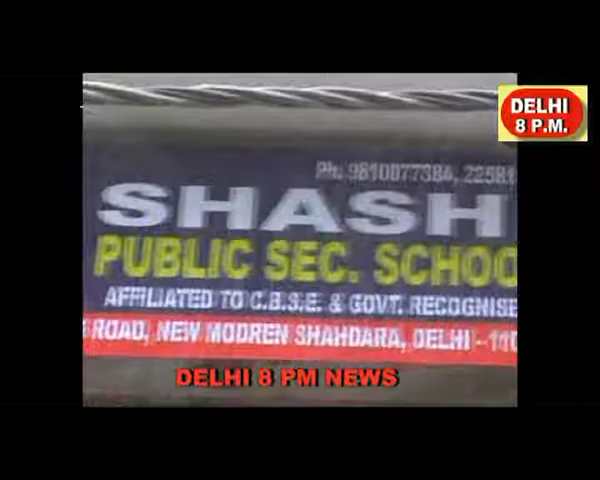 DELHI
8 P.M.
Ph. 9810077384, 22581
SHASH
PUBLIC SEC. SCHOO
AFFILIATED TO C.B.S.E. & GOVT. RECOGNISE
ROAD, NEW MODREN SHAHDARA, DELHI - 110
DELHI 8 PM NEWS